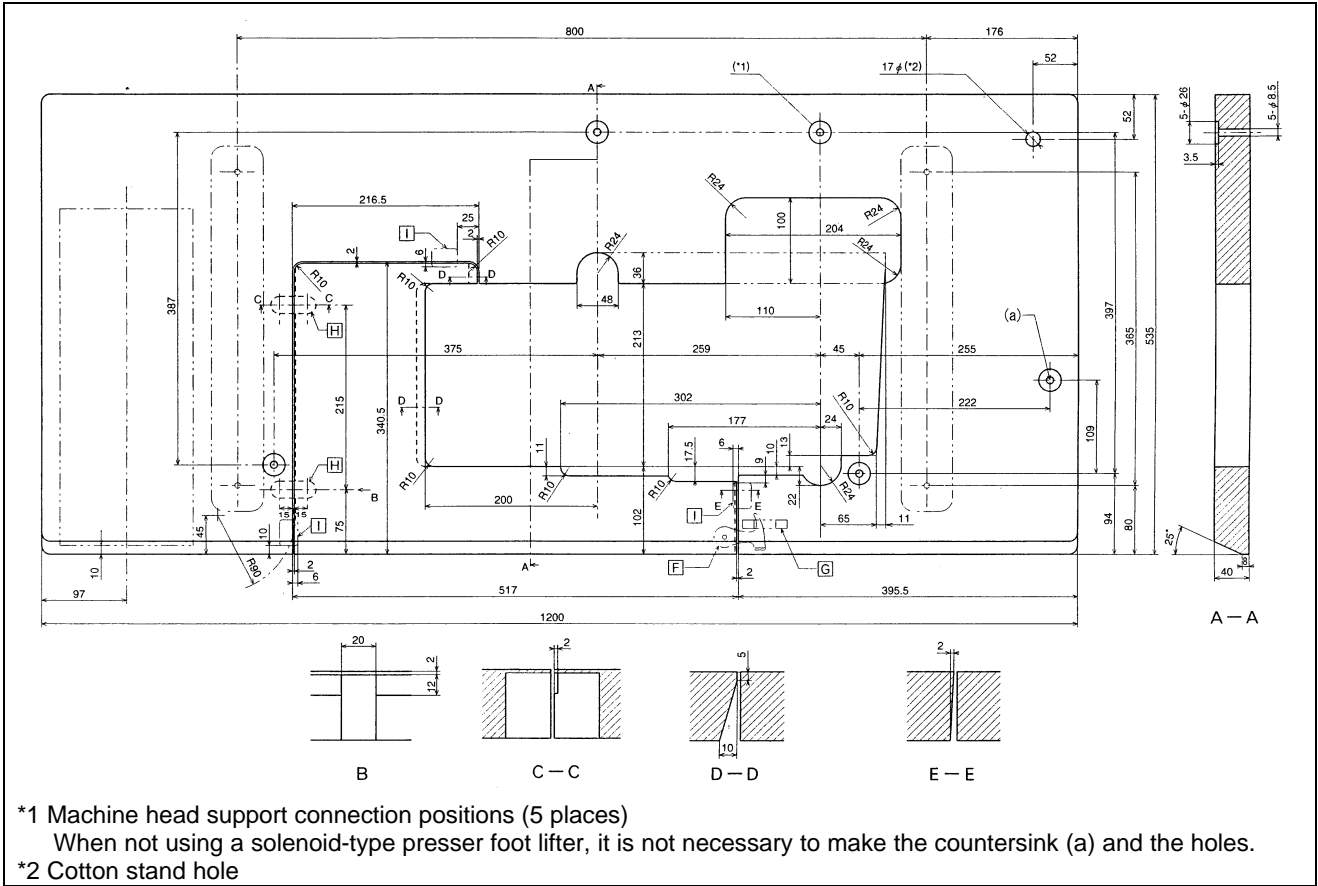 800
176
52
(*1)
17φ(*2)
A
5-φ26
5-φ8.5
52
3.5
216.5
25
2
I
R10
6
2
R24
R24
R24
100
204
R24
R10
D
D
R10
36
C
C
48
110
H
387
213
397
365
535
(a)
375
259
45
255
215
340.5
302
222
D
D
177
24
R10
109
H
11
17.5
6
13
10
9
R10
R10
R10
22
R24
B
200
E
E
I
102
65
11
94
80
15
15
I
75
45
10
R90
10
2
6
A
F
G
2
25°
40
97
517
395.5
1200
A－A
20
2
12
2
5
10
2
B
C－C
D－D
E－E
*1 Machine head support connection positions (5 places)
When not using a solenoid-type presser foot lifter, it is not necessary to make the countersink (a) and the holes.
*2 Cotton stand hole